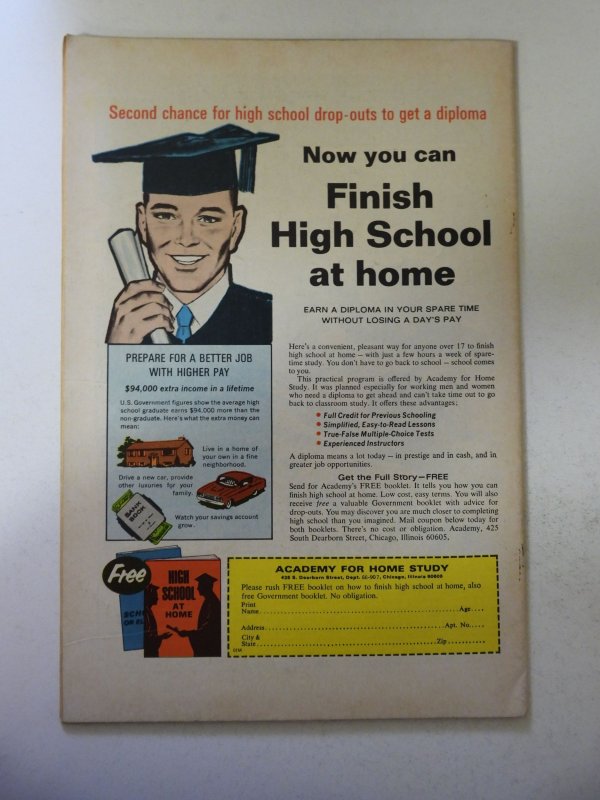 Second chance for high school drop-outs to get a diploma
Now you can
Finish
High School
at home
EARN A DIPLOMA IN YOUR SPARE TIME
WITHOUT LOSING A DAY'S PAY
PREPARE FOR A BETTER JOB
WITH HIGHER PAY
$94,000 extra income in a lifetime
U.S. Government figures show the average high
school graduate earns $94,000 more than the
non-graduate. Here's what the extra money can
mean:
Live in a home of
your own in a fine
neighborhood.
Drive a new car, provide
other luxuries for your
family.
BANK
BOOK
Watch your savings account
grow.
Here's a convenient, pleasant way for anyone over 17 to finish
high school at home – with just a few hours a week of spare-
time study. You don't have to go back to school – school comes
to you.
This practical program is offered by Academy for Home
Study. It was planned especially for working men and women
who need a diploma to get ahead and can't take time out to go
back to classroom study. It offers these advantages:
• Full Credit for Previous Schooling
• Simplified, Easy-to-Read Lessons
• True-False Multiple-Choice Tests
• Experienced Instructors
A diploma means a lot today – in prestige and in cash, and in
greater job opportunities.
Get the Full Story–FREE
Send for Academy's FREE booklet. It tells you how you can
finish high school at home. Low cost, easy terms. You will also
receive free a valuable Government booklet with advice for
drop-outs. You may discover you are much closer to completing
high school than you imagined. Mail coupon below today for
both booklets. There's no cost or obligation. Academy, 425
South Dearborn Street, Chicago, Illinois 60605.
Free
HIGH
SCHOOL
AT
HOME
ACADEMY FOR HOME STUDY
425 S. Dearborn Street, Dept. Chicago, Illinois 60605
Please rush FREE booklet on how to finish high school at home, also
free Government booklet. No obligation.
Print
Name Age
Address Apt. No.
City &
State Zip